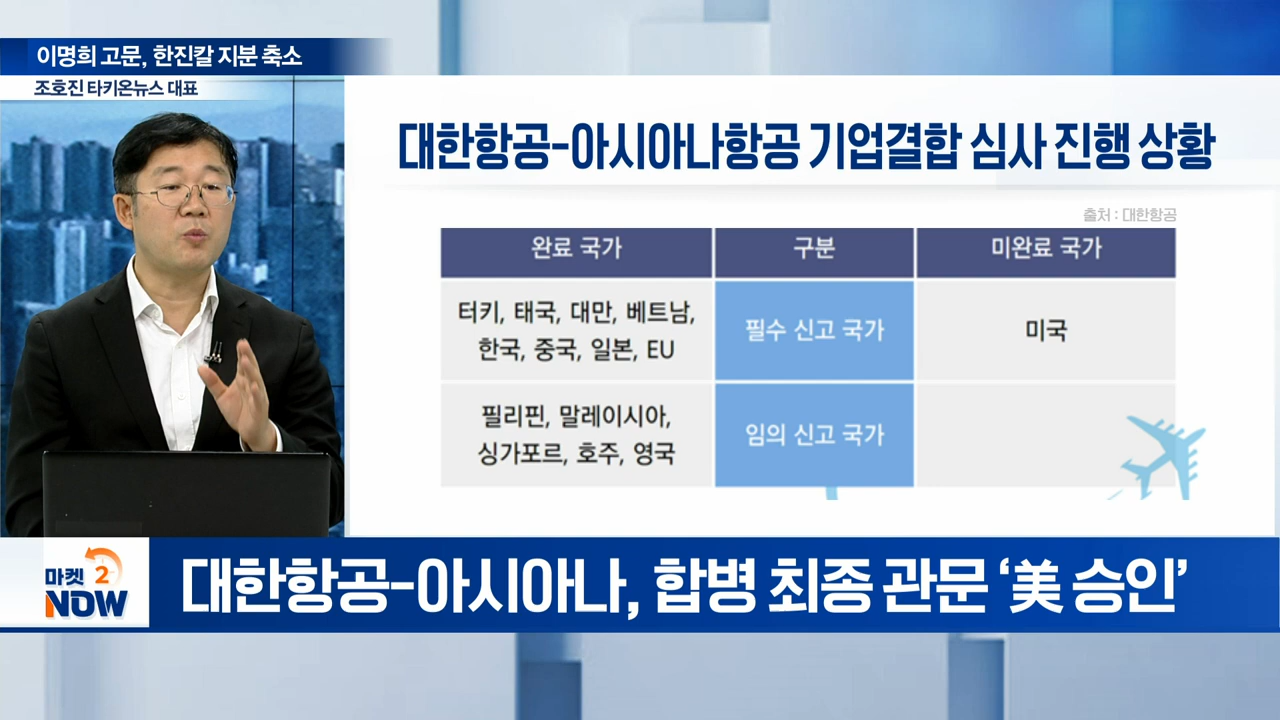 이명희 고문, 한진칼 지분 축소
조호진 타키온뉴스 대표
대한항공-아시아나항공 기업결합 심사 진행 상황
출처 : 대한항공
완료 국가 구분 미완료 국가
터키, 태국, 대만, 베트남,
한국, 중국, 일본, EU
필수 신고 국가
미국
필리핀, 말레이시아,
싱가포르, 호주, 영국
임의 신고 국가
마켓 2
NOW
대한항공-아시아나, 합병 최종 관문 ‘美 승인’